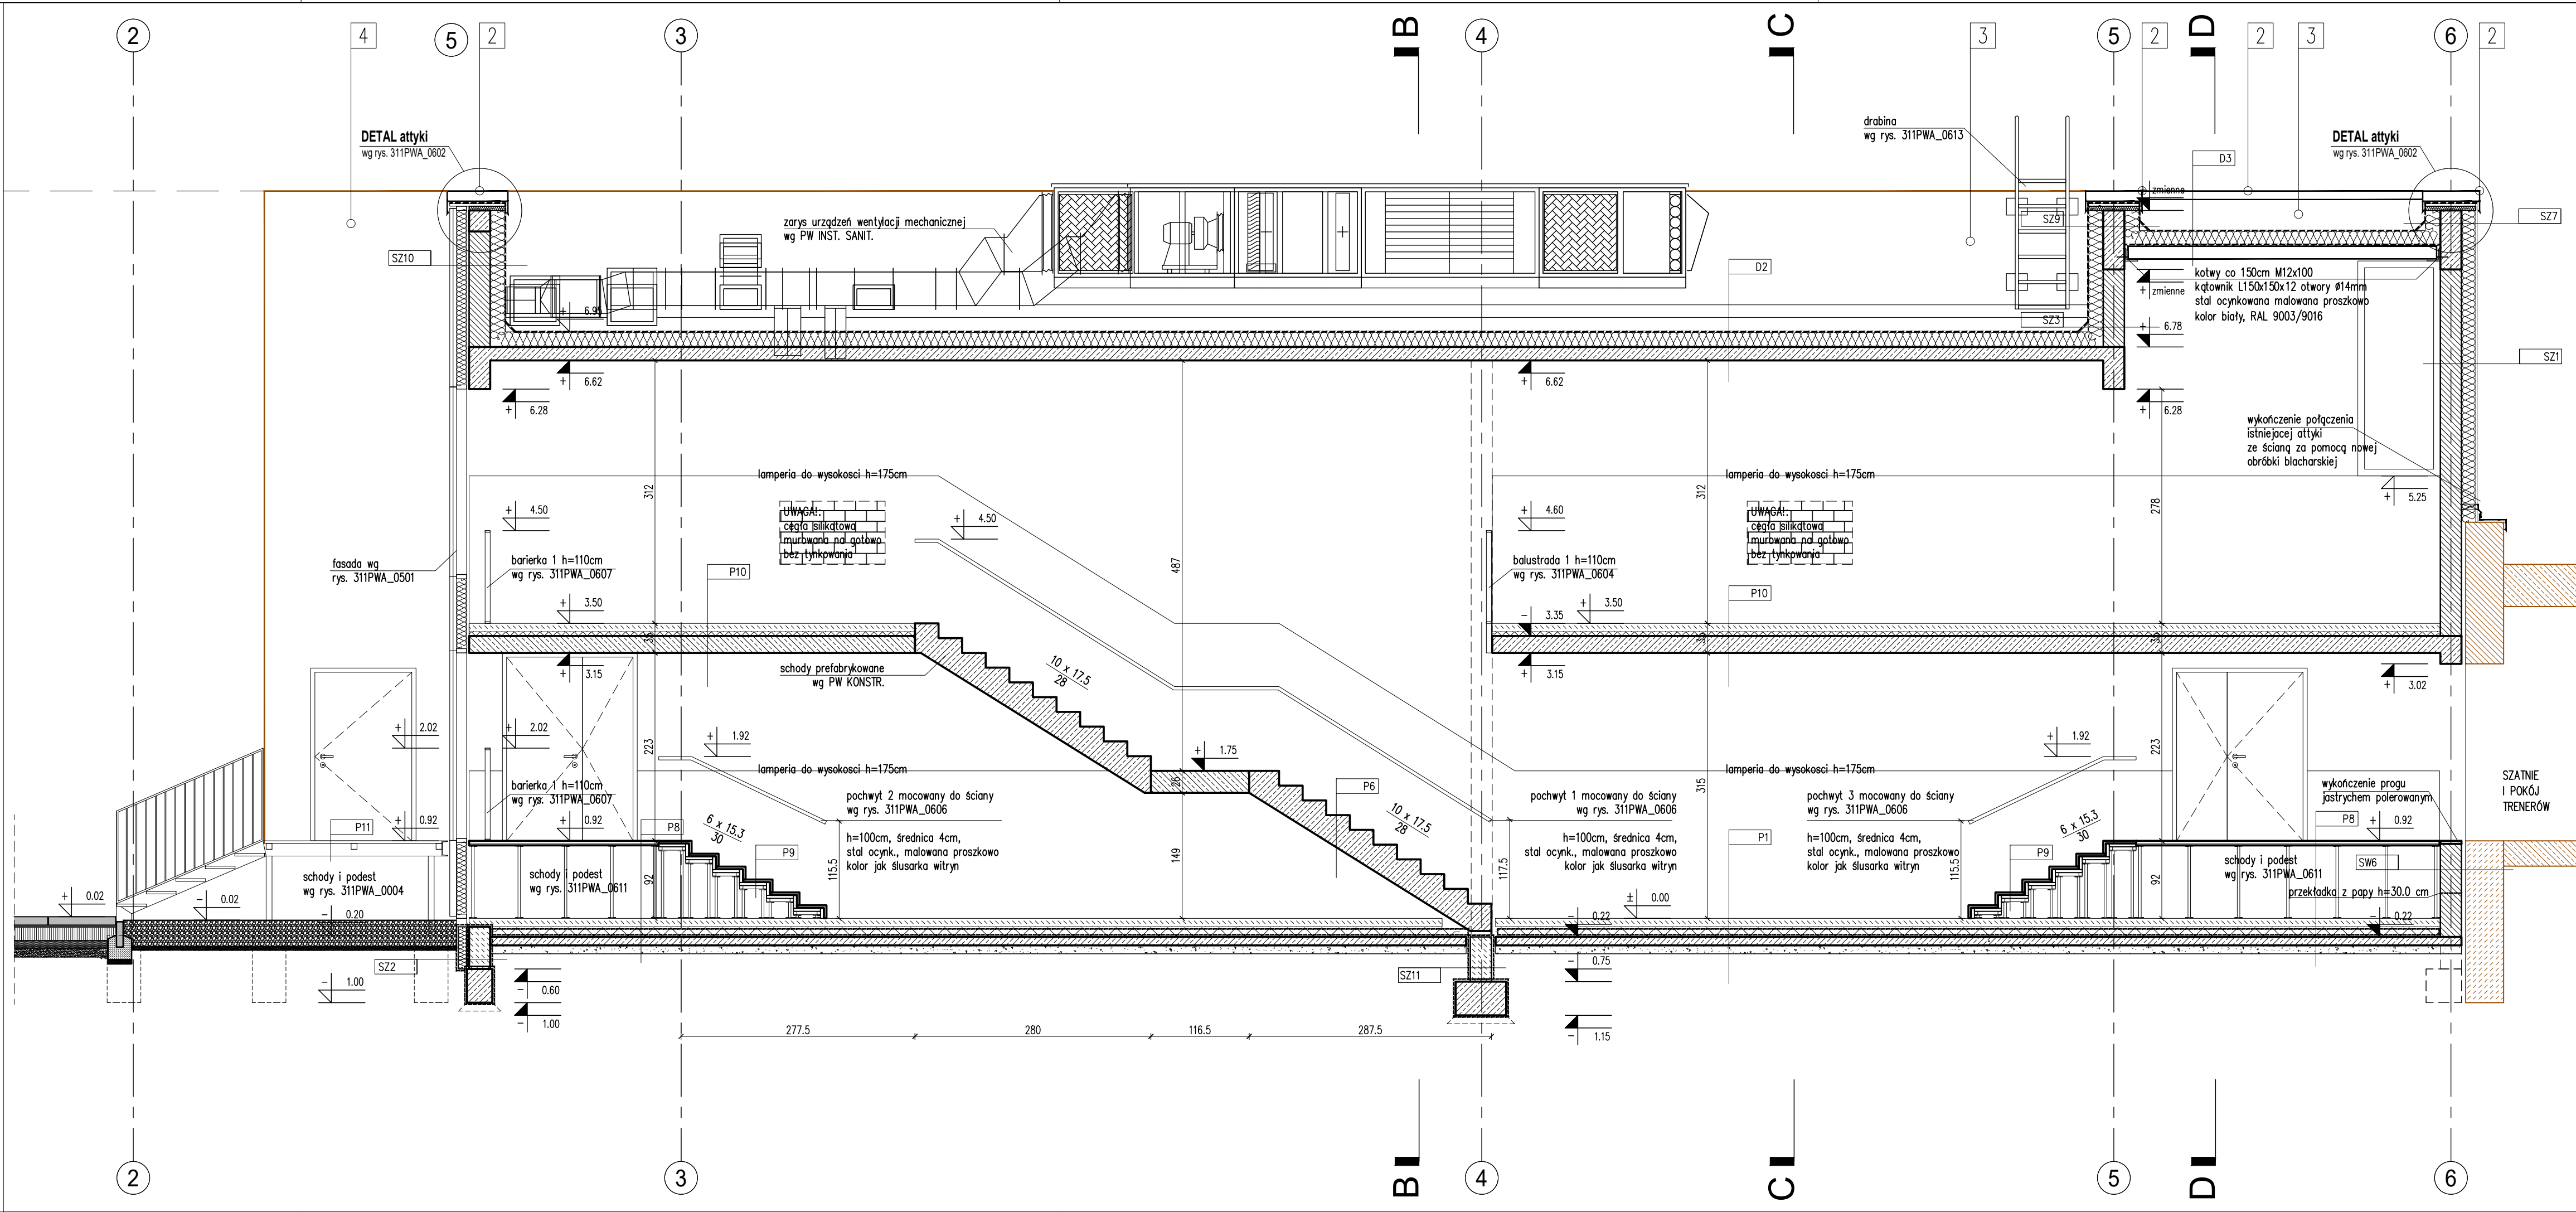 2
4
5
2
3
B
4
C
3
5
2
D
2
3
6
2
DETAL attyki
wg rys. 311PWA_0602
drabina
wg rys. 311PWA_0613
DETAL attyki
wg rys. 311PWA_0602
D3
zmienne
zarys urządzeń wentylacji mechanicznej
wg PW INST. SANIT.
SZ9
SZ7
SZ10
D2
kotwy co 150cm M12x100
kątownik L150x150x12 otwory Ø14mm
stal ocynkowana malowana proszkowo
kolor biały, RAL 9003/9016
+ zmienne
+ 6.95
SZ3
+ 6.78
SZ1
+ 6.62
+ 6.62
+ 6.28
+ 6.28
wykończenie połączenia
istniejacej attyki
ze ścianą za pomocą nowej
obróbki blacharskiej
lamperia do wysokosci h=175cm
lamperia do wysokosci h=175cm
312
312
278
+ 5.25
+ 4.50
UWAGA!:
cegła silikatowa
murowana na gotowo
bez tynkowania
+ 4.50
+ 4.60
UWAGA!:
cegła silikatowa
murowana na gotowo
bez tynkowania
fasada wg
rys. 311PWA_0501
barierka 1 h=110cm
wg rys. 311PWA_0607
P10
487
balustrada 1 h=110cm
wg rys. 311PWA_0604
P10
+ 3.50
- 3.35
+ 3.50
35
35
35
+ 3.15
schody prefabrykowane
wg PW KONSTR.
10 x 17.5
28
+ 3.15
+ 3.02
+ 2.02
+ 2.02
223
+ 1.92
+ 1.75
+ 1.92
223
lamperia do wysokosci h=175cm
26
lamperia do wysokosci h=175cm
barierka 1 h=110cm
wg rys. 311PWA_0607
pochwyt 2 mocowany do ściany
wg rys. 311PWA_0606
h=100cm, średnica 4cm,
stal ocynk., malowana proszkowo
kolor jak ślusarka witryn
P6
10 x 17.5
28
315
pochwyt 1 mocowany do ściany
wg rys. 311PWA_0606
h=100cm, średnica 4cm,
stal ocynk., malowana proszkowo
kolor jak ślusarka witryn
pochwyt 3 mocowany do ściany
wg rys. 311PWA_0606
h=100cm, średnica 4cm,
stal ocynk., malowana proszkowo
kolor jak ślusarka witryn
wykończenie progu
jastrychem polerowanym
SZATNIE
I POKÓJ
TRENERÓW
P11
+ 0.92
+ 0.92
P8
6 x 15.3
30
P9
P1
6 x 15.3
30
P9
P8
+ 0.92
SW6
schody i podest
wg rys. 311PWA_0004
schody i podest
wg rys. 311PWA_0611
92
115.5
149
117.5
115.5
92
schody i podest
wg rys. 311PWA_0611
przekładka z papy h=30.0 cm
+ 0.02
- 0.02
- 0.20
± 0.00
- 0.22
- 0.22
SZ2
- 1.00
- 0.60
- 1.00
SZ11
- 0.75
- 1.15
277.5
280
116.5
287.5
2
3
B
4
C
5
D
6